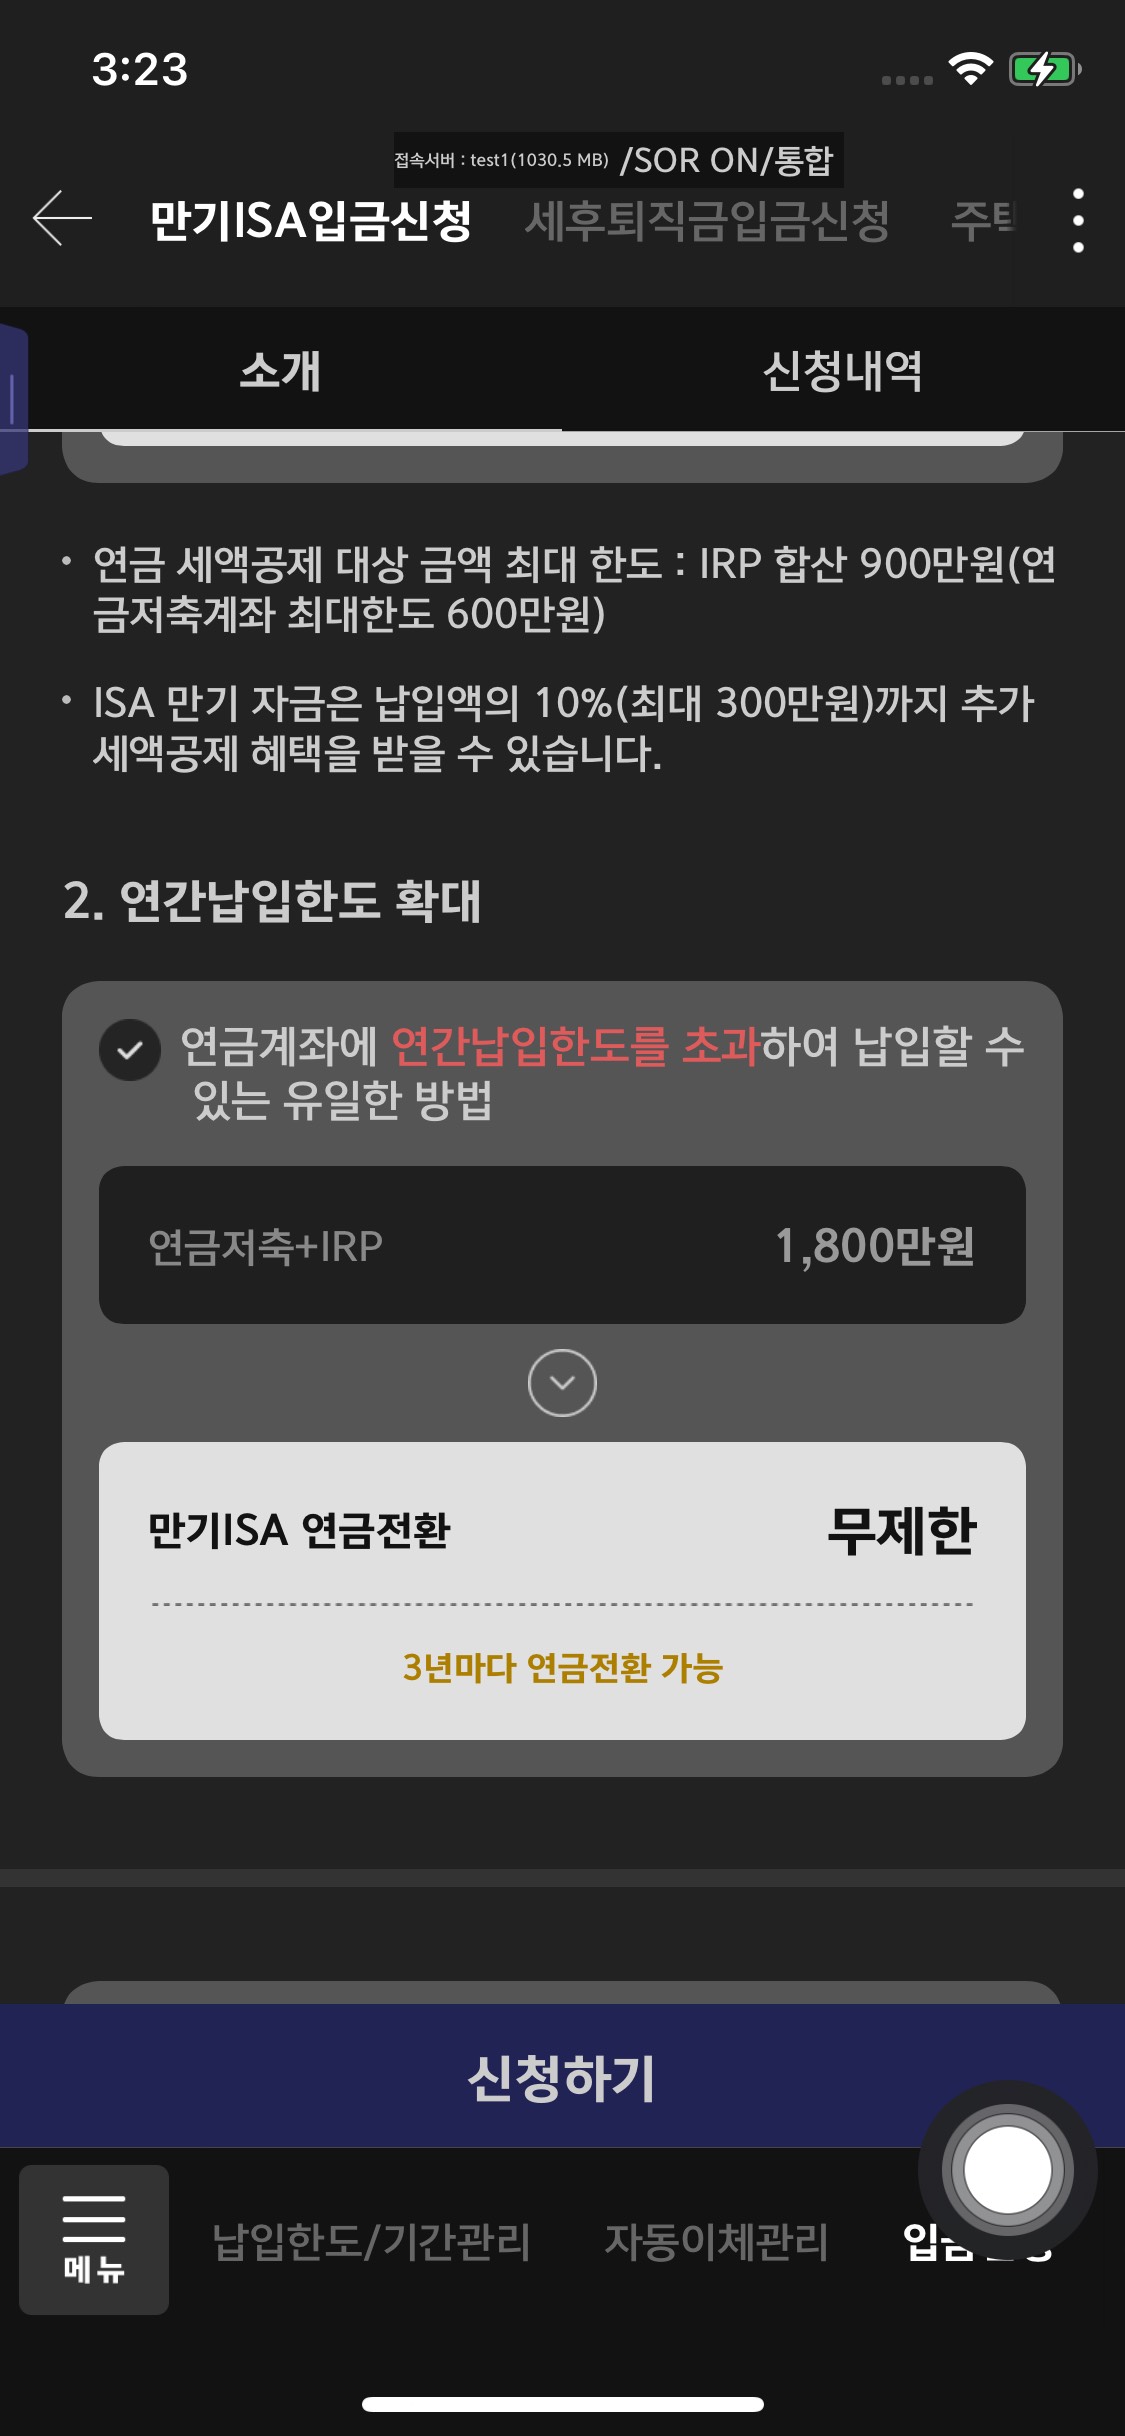 3:23
접속서버 : test1(1030.5 MB) /SOR ON/통합
만기ISA입금신청 세후퇴직금입금신청 주택
소개 신청내역
• 연금 세액공제 대상 금액 최대 한도 : IRP 합산 900만원(연
금저축계좌 최대한도 600만원)
• ISA 만기 자금은 납입액의 10%(최대 300만원)까지 추가
세액공제 혜택을 받을 수 있습니다.
2. 연간납입한도 확대
연금계좌에 연간납입한도를 초과하여 납입할 수
있는 유일한 방법
연금저축+IRP 1,800만원
만기ISA 연금전환 무제한
3년마다 연금전환 가능
신청하기
메뉴 납입한도/기간관리 자동이체관리